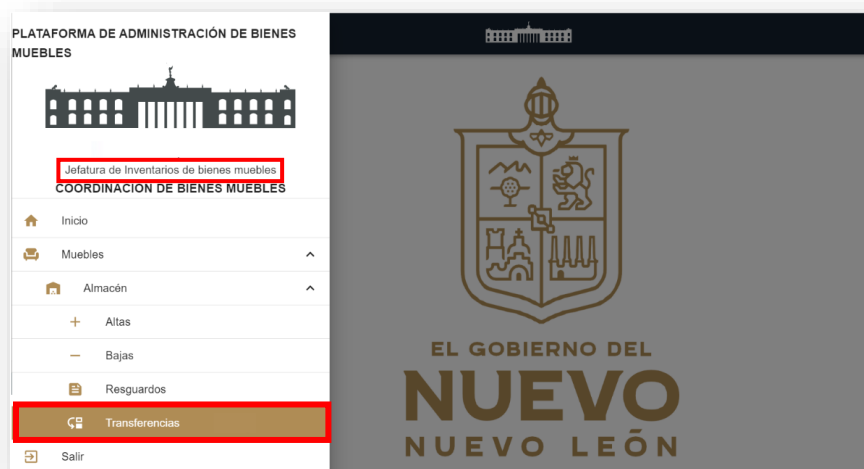 PLATAFORMA DE ADMINISTRACIÓN DE BIENES
MUEBLES
Jefatura de Inventarios de bienes muebles
COORDINACIÓN DE BIENES MUEBLES
Inicio
Muebles
Almacén
Altas
Bajas
Resguardos
Transferencias
Salir
EL GOBIERNO DEL
NUEVO
NUEVO LEÓN